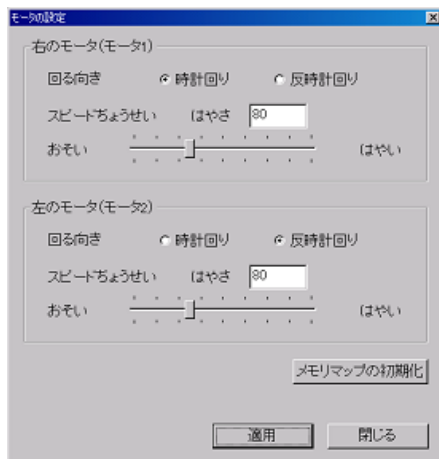 モータの設定
右のモータ(モータ1)
回る向き 時計回り 反時計回り
スピードちょうせい はやさ 80
おそい はやい
左のモータ(モータ2)
回る向き 時計回り 反時計回り
スピードちょうせい はやさ 80
おそい はやい
メモリマップの初期化
適用 閉じる